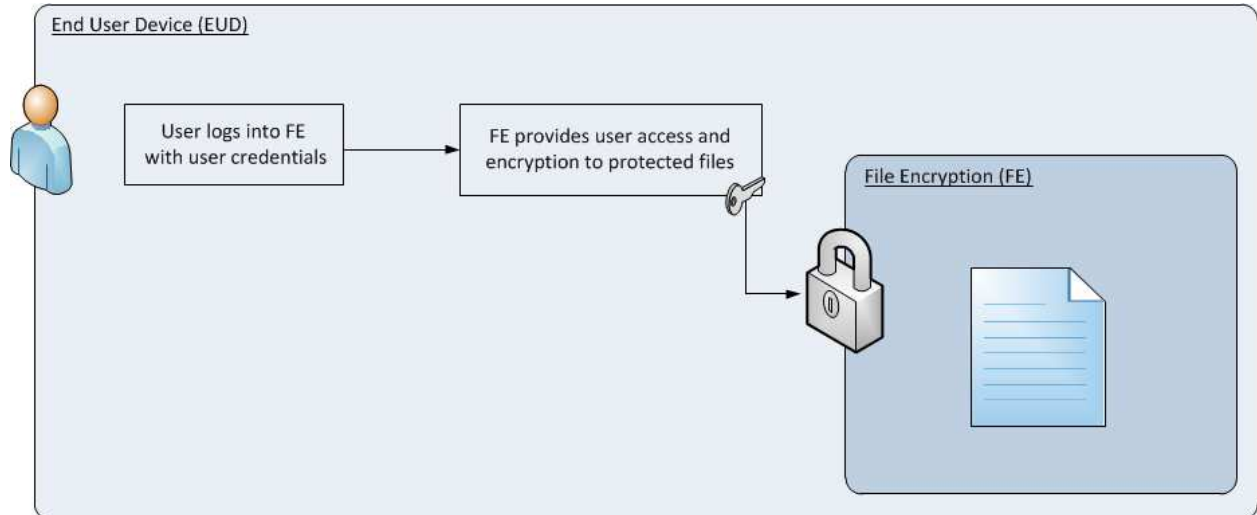 End User Device (EUD)
User logs into FE
with user credentials
FE provides user access and
encryption to protected files
File Encryption (FE)